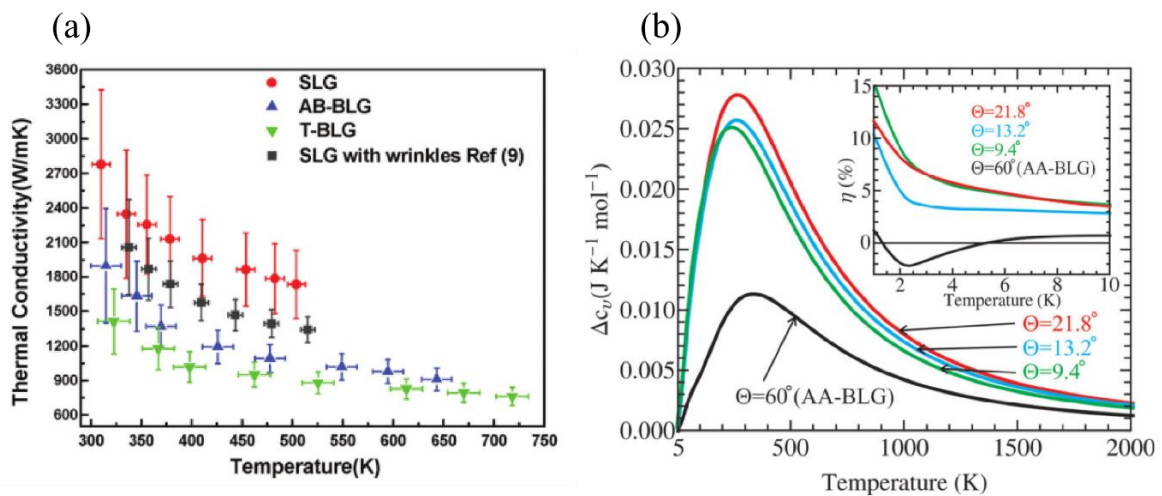 (a)
Thermal Conductivity(W/mK)
3600
3300
3000
2700
2400
2100
1800
1500
1200
900
600
SLG
AB-BLG
T-BLG
SLG with wrinkles Ref (9)
300 350 400 450 500 550 600 650 700 750
Temperature(K)
(b)
Δcᵥ(J K⁻¹ mol⁻¹)
0.030
0.025
0.020
0.015
0.010
0.005
0.000
η (%)
15
10
5
0
Θ=21.8°
Θ=13.2°
Θ=9.4°
Θ=60°(AA-BLG)
2 4 6 8 10
Temperature (K)
Θ=21.8°
Θ=13.2°
Θ=9.4°
Θ=60°(AA-BLG)
5 500 1000 1500 2000
Temperature (K)